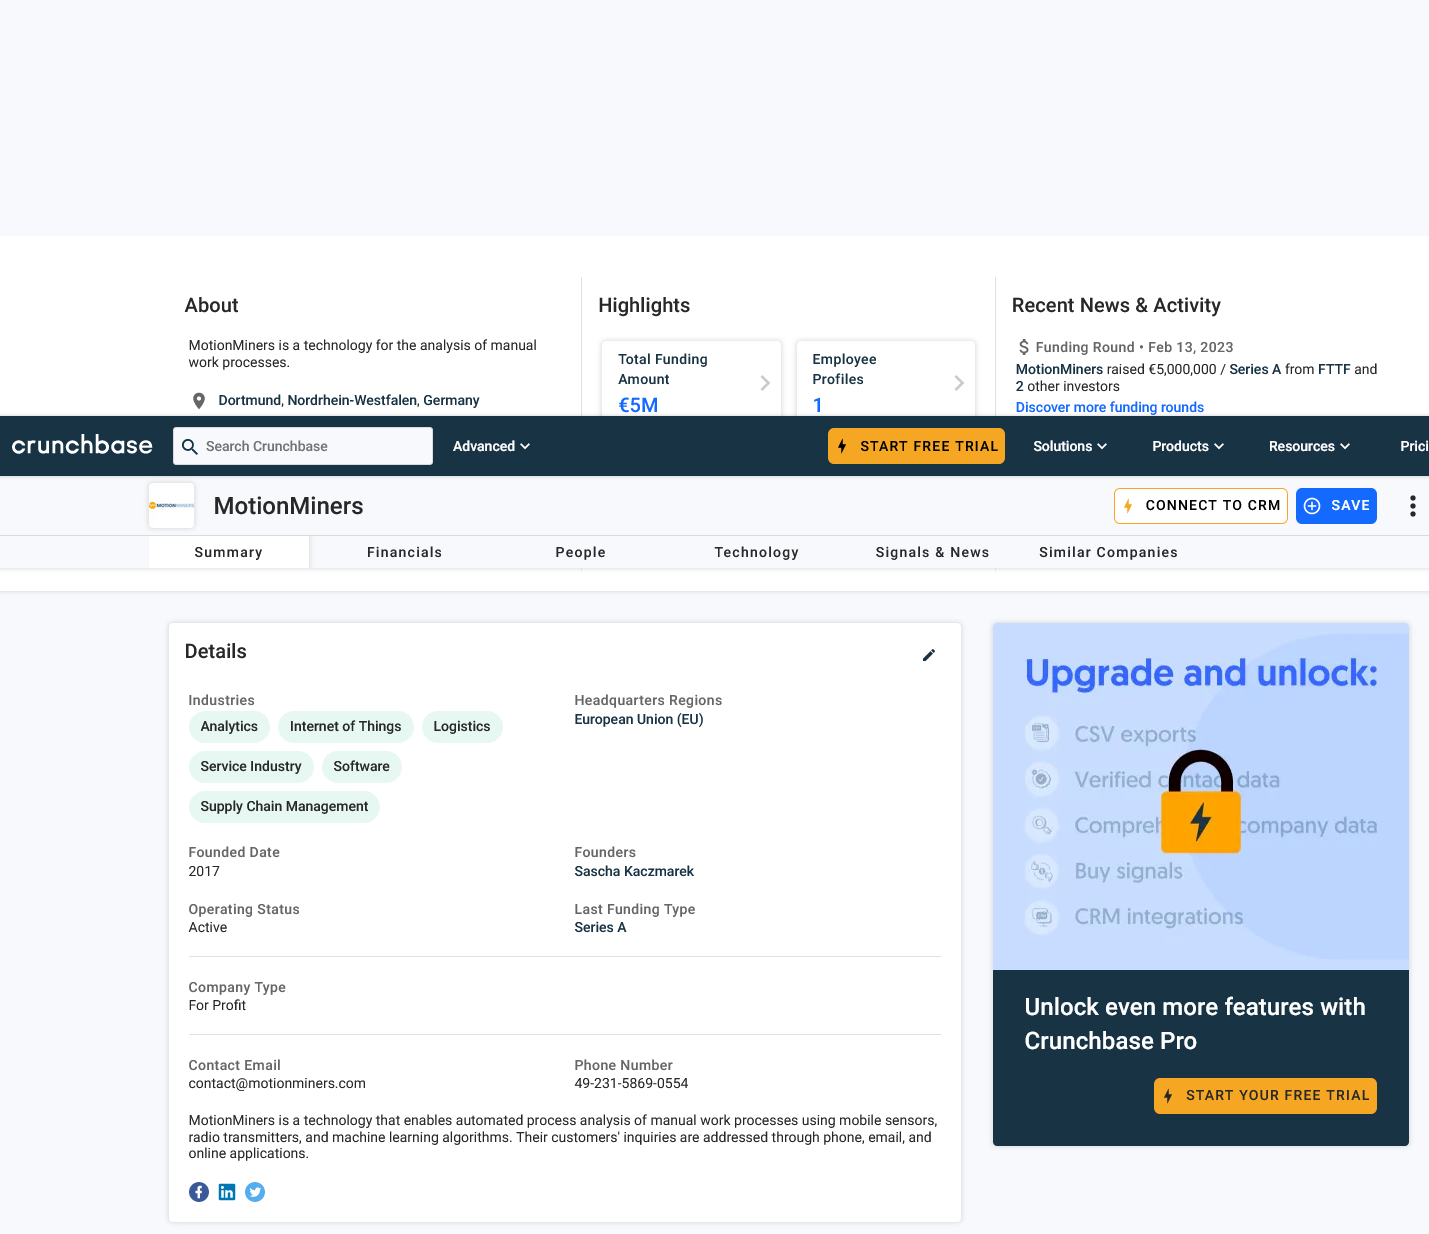 About
MotionMiners is a technology for the analysis of manual
work processes.
Dortmund, Nordrhein-Westfalen, Germany
Highlights
Total Funding
Amount
€5M
Employee
Profiles
1
Recent News & Activity
Funding Round • Feb 13, 2023
MotionMiners raised €5,000,000 / Series A from FTTF and
2 other investors
Discover more funding rounds
crunchbase
Search Crunchbase
Advanced
START FREE TRIAL
Solutions
Products
Resources
Prici
MOTIONMINERS
MotionMiners
CONNECT TO CRM
SAVE
Summary
Financials
People
Technology
Signals & News
Similar Companies
Details
Industries
Analytics
Internet of Things
Logistics
Service Industry
Software
Supply Chain Management
Headquarters Regions
European Union (EU)
Founded Date
2017
Founders
Sascha Kaczmarek
Operating Status
Active
Last Funding Type
Series A
Company Type
For Profit
Contact Email
contact@motionminers.com
Phone Number
49-231-5869-0554
MotionMiners is a technology that enables automated process analysis of manual work processes using mobile sensors,
radio transmitters, and machine learning algorithms. Their customers' inquiries are addressed through phone, email, and
online applications.
Upgrade and unlock:
CSV exports
Verified contact data
Compreh company data
Buy signals
CRM integrations
Unlock even more features with
Crunchbase Pro
START YOUR FREE TRIAL